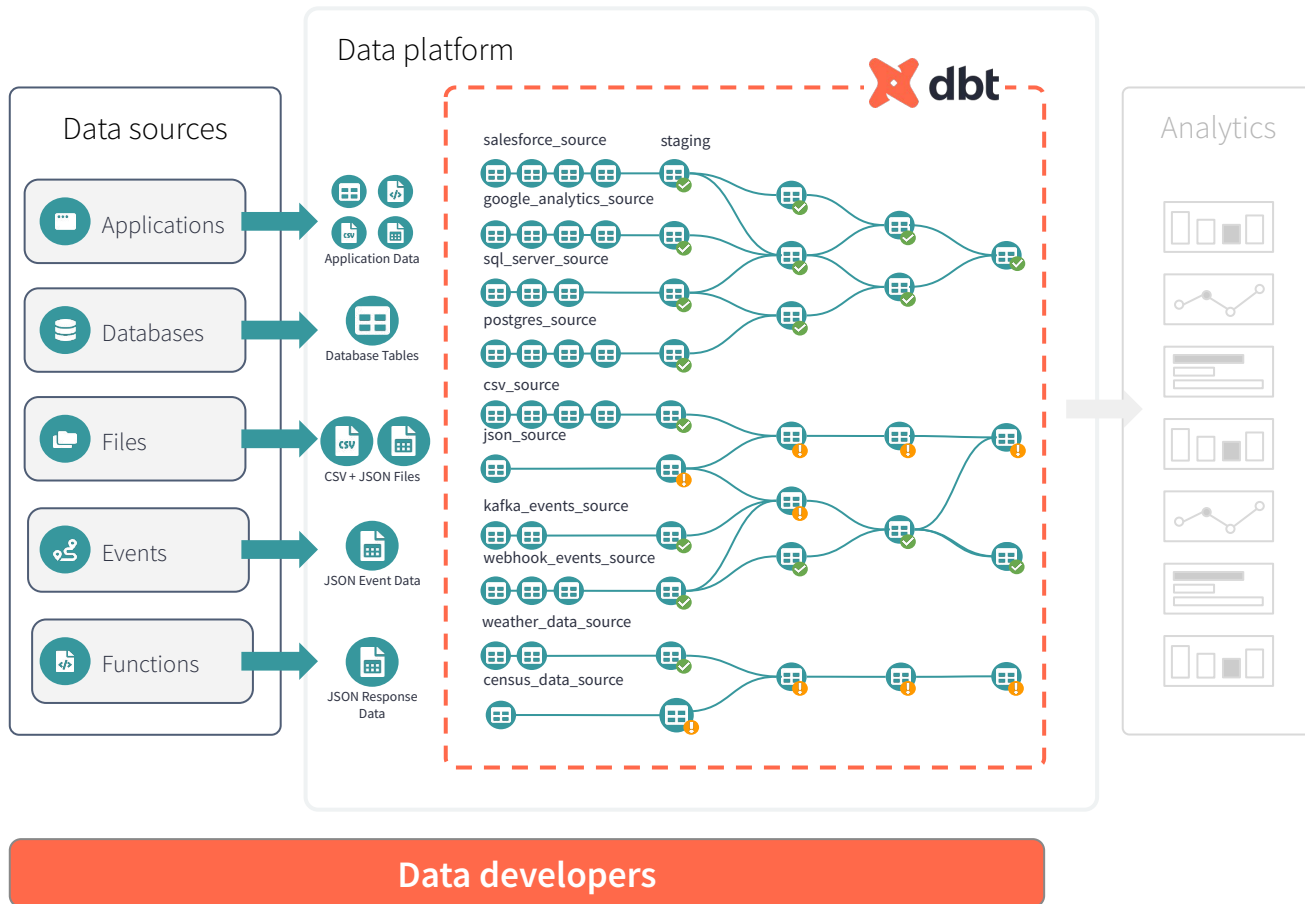 Data platform
dbt
Data sources
Analytics
salesforce_source
staging
google_analytics_source
Applications
CSV
Application Data
sql_server_source
postgres_source
Databases
Database Tables
csv_source
json_source
Files
CSV
CSV + JSON Files
kafka_events_source
webhook_events_source
Events
JSON Event Data
weather_data_source
census_data_source
Functions
JSON Response
Data
Data developers